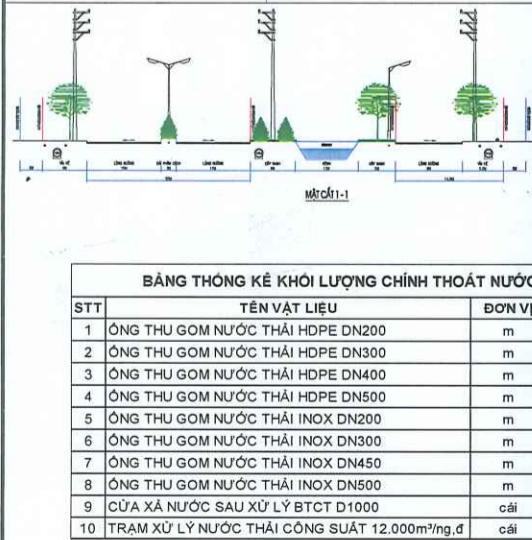 MẶT CẮT 1-1
BẢNG THỐNG KÊ KHỐI LƯỢNG CHÍNH THOÁT NƯỚC
STT TÊN VẬT LIỆU ĐƠN VỊ
1 ỐNG THU GOM NƯỚC THẢI HDPE DN200 m
2 ỐNG THU GOM NƯỚC THẢI HDPE DN300 m
3 ỐNG THU GOM NƯỚC THẢI HDPE DN400 m
4 ỐNG THU GOM NƯỚC THẢI HDPE DN500 m
5 ỐNG THU GOM NƯỚC THẢI INOX DN200 m
6 ỐNG THU GOM NƯỚC THẢI INOX DN300 m
7 ỐNG THU GOM NƯỚC THẢI INOX DN450 m
8 ỐNG THU GOM NƯỚC THẢI INOX DN500 m
9 CỬA XẢ NƯỚC SAU XỬ LÝ BTCT D1000 cái
10 TRẠM XỬ LÝ NƯỚC THẢI CÔNG SUẤT 12.000m³/ng,đ cái